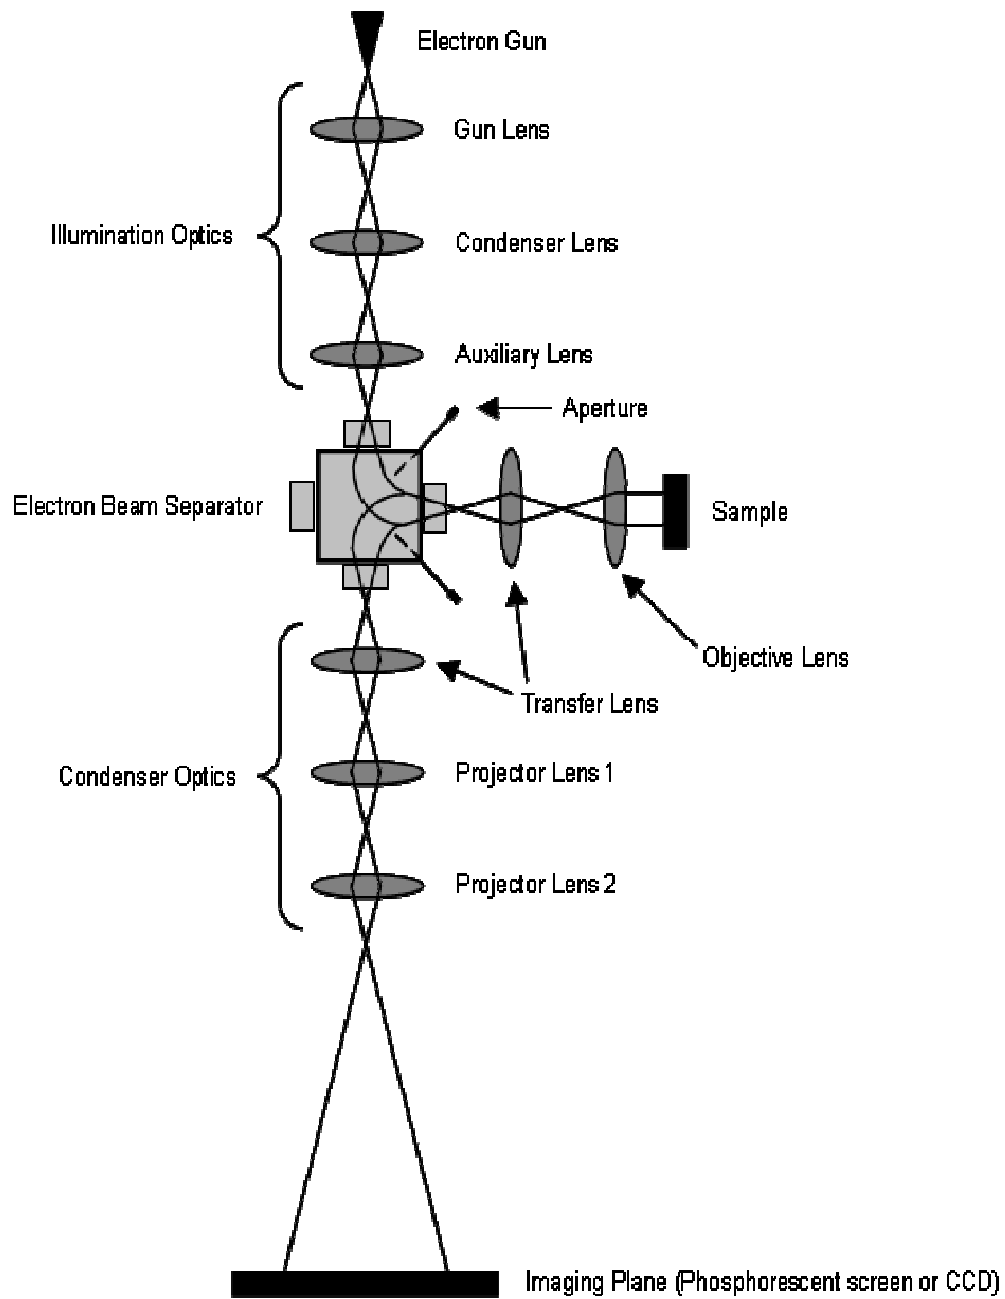 Electron Gun
Gun Lens
Illumination Optics
Condenser Lens
Auxiliary Lens
Aperture
Electron Beam Separator
Sample
Objective Lens
Transfer Lens
Condenser Optics
Projector Lens 1
Projector Lens 2
Imaging Plane (Phosphorescent screen or CCD)